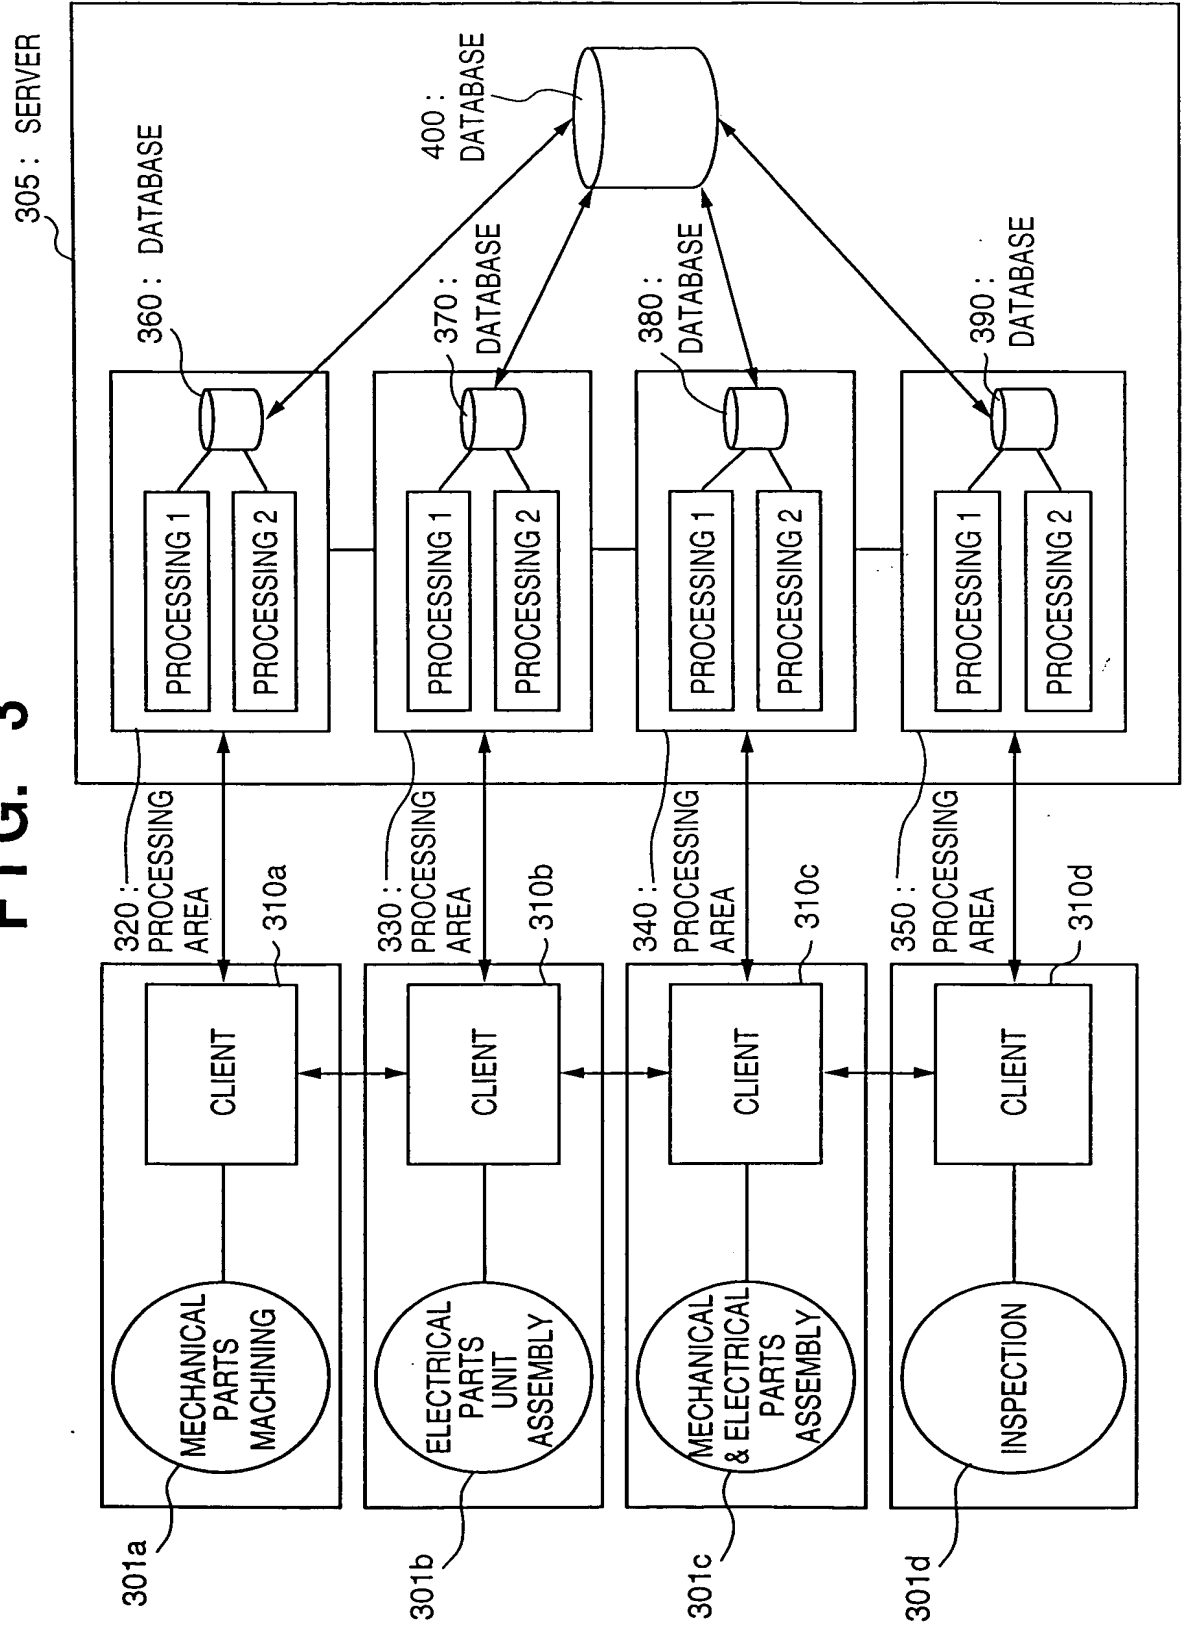 FIG. 3
305 : SERVER
360 : DATABASE
400 :
DATABASE
370 :
DATABASE
380 :
DATABASE
390 :
DATABASE
PROCESSING 1
PROCESSING 2
PROCESSING 1
PROCESSING 2
PROCESSING 1
PROCESSING 2
PROCESSING 1
PROCESSING 2
320 :
PROCESSING
AREA
330 :
PROCESSING
AREA
340 :
PROCESSING
AREA
350 :
PROCESSING
AREA
310a
310b
310c
310d
CLIENT
CLIENT
CLIENT
CLIENT
MECHANICAL
PARTS
MACHINING
ELECTRICAL
PARTS
UNIT
ASSEMBLY
MECHANICAL
& ELECTRICAL
PARTS
ASSEMBLY
INSPECTION
301a
301b
301c
301d